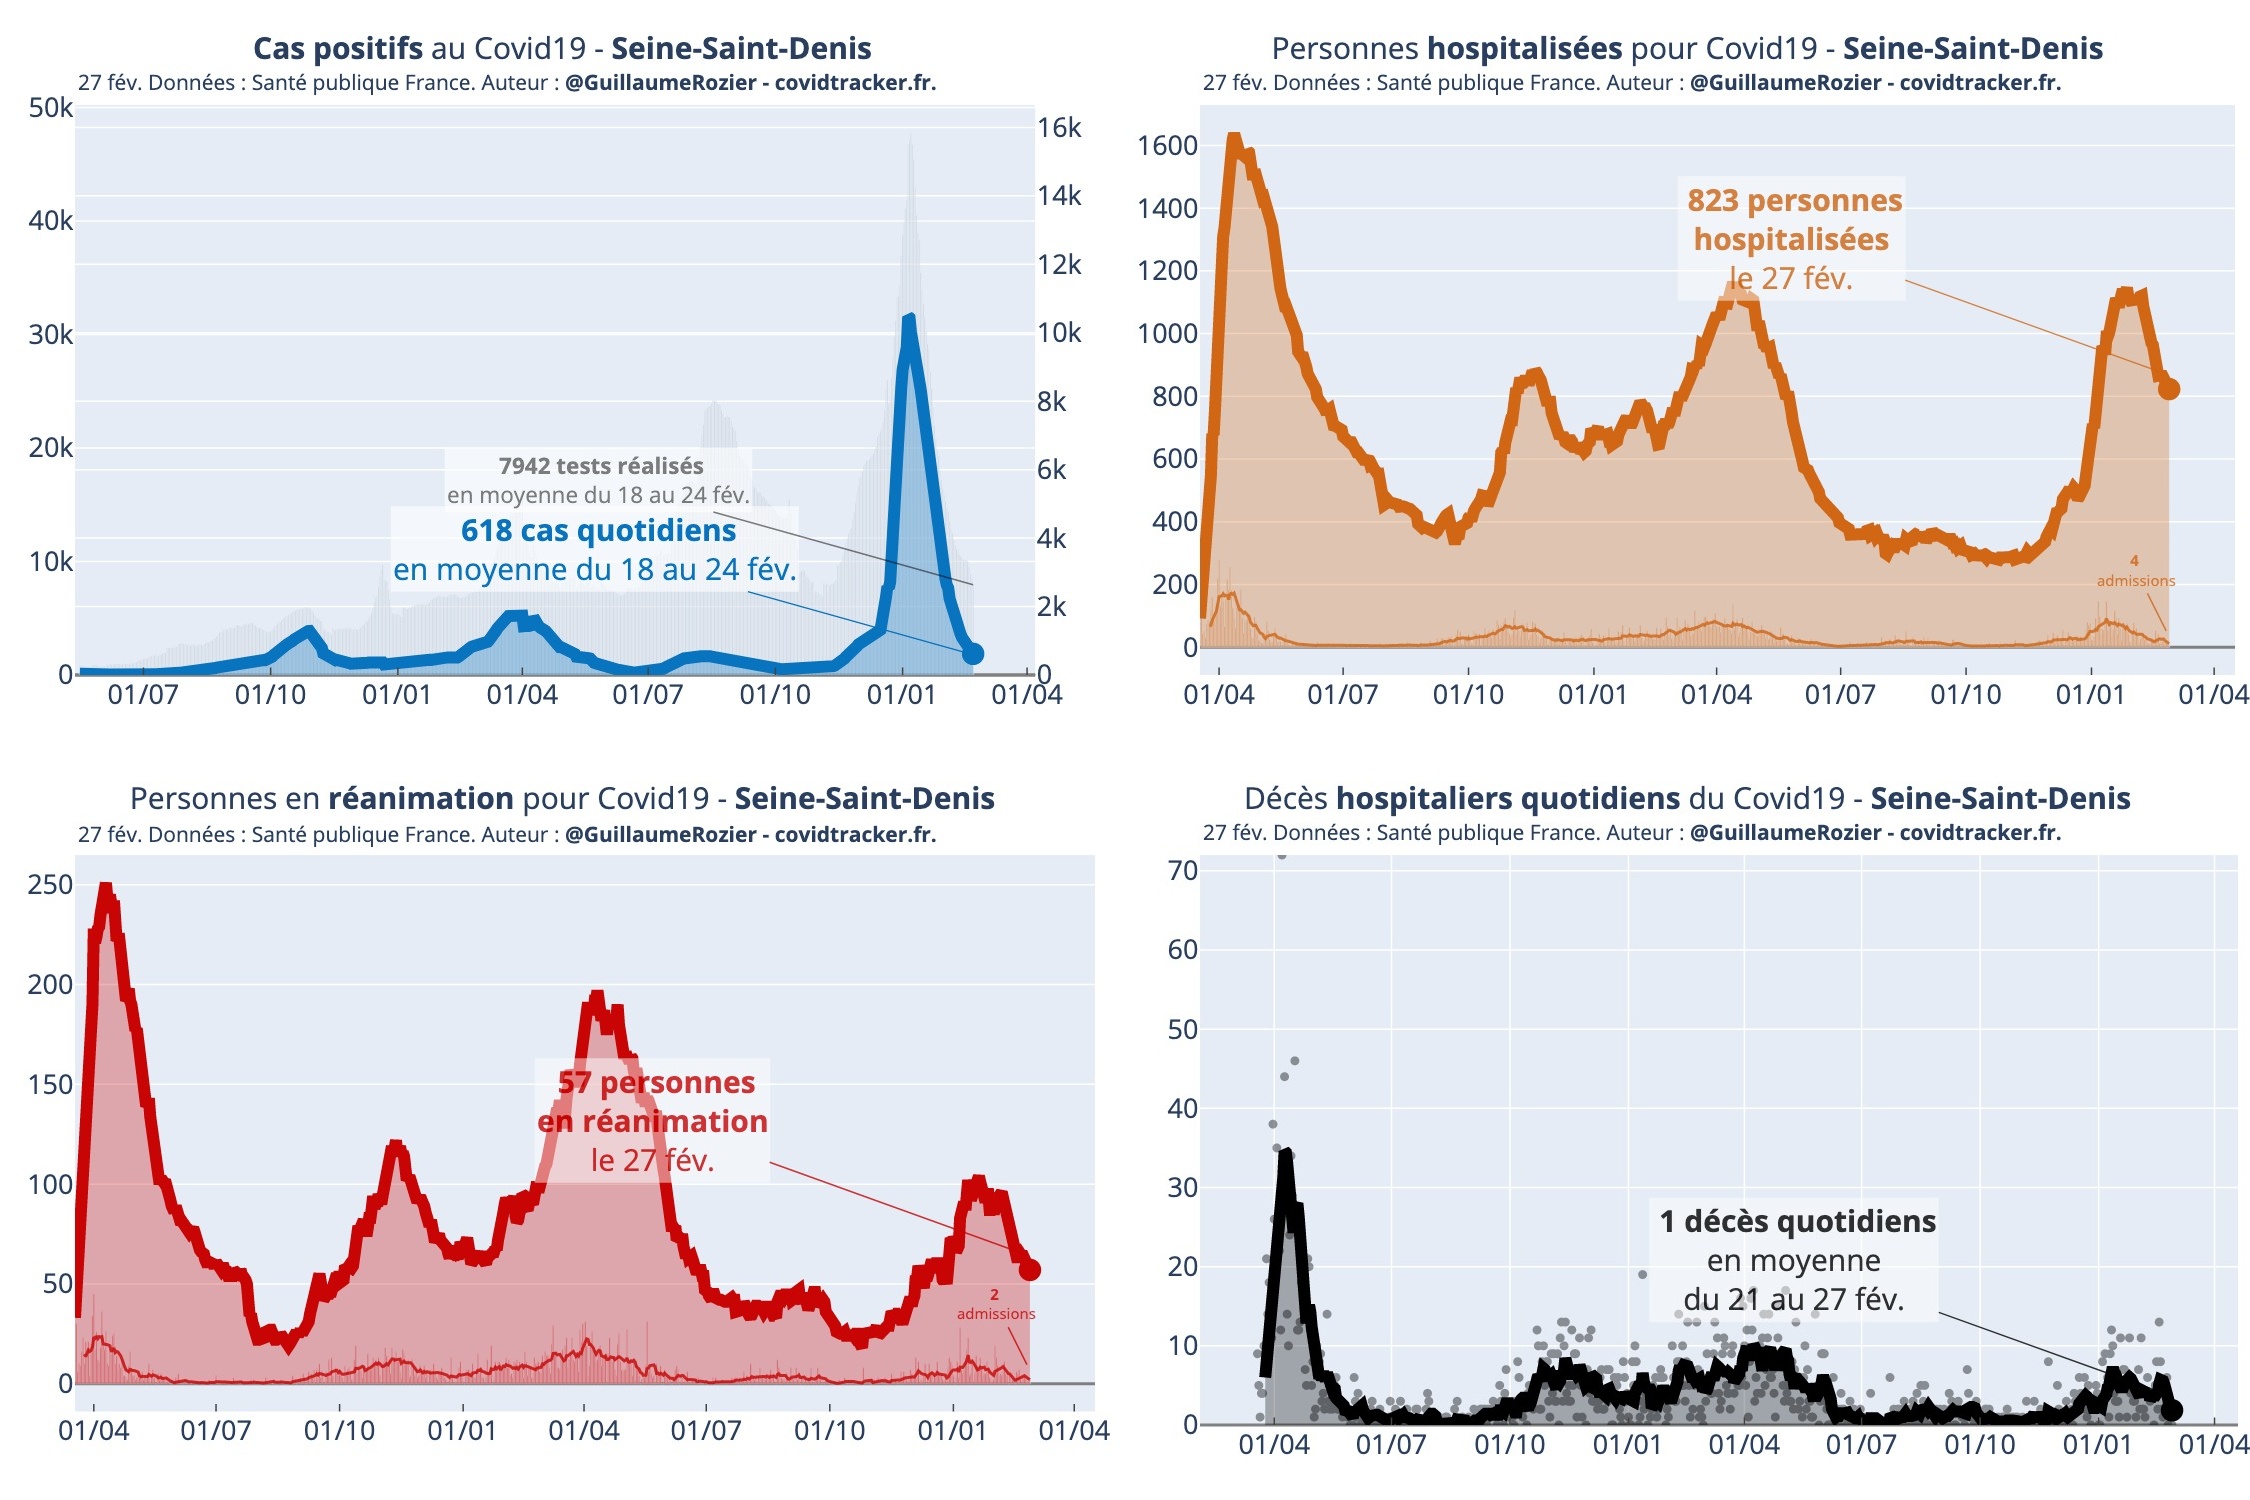 Cas positifs au Covid19 - Seine-Saint-Denis
27 fév. Données : Santé publique France. Auteur : @GuillaumeRozier - covidtracker.fr.
50k
40k
30k
20k
10k
0
16k
14k
12k
10k
8k
6k
4k
2k
0
7942 tests réalisés
en moyenne du 18 au 24 fév.
618 cas quotidiens
en moyenne du 18 au 24 fév.
01/07 01/10 01/01 01/04 01/07 01/10 01/01 01/04
Personnes hospitalisées pour Covid19 - Seine-Saint-Denis
27 fév. Données : Santé publique France. Auteur : @GuillaumeRozier - covidtracker.fr.
1600
1400
1200
1000
800
600
400
200
0
823 personnes
hospitalisées
le 27 fév.
4
admissions
01/04 01/07 01/10 01/01 01/04 01/07 01/10 01/01 01/04
Personnes en réanimation pour Covid19 - Seine-Saint-Denis
27 fév. Données : Santé publique France. Auteur : @GuillaumeRozier - covidtracker.fr.
250
200
150
100
50
0
57 personnes
en réanimation
le 27 fév.
2
admissions
01/04 01/07 01/10 01/01 01/04 01/07 01/10 01/01 01/04
Décès hospitaliers quotidiens du Covid19 - Seine-Saint-Denis
27 fév. Données : Santé publique France. Auteur : @GuillaumeRozier - covidtracker.fr.
70
60
50
40
30
20
10
0
1 décès quotidiens
en moyenne
du 21 au 27 fév.
01/04 01/07 01/10 01/01 01/04 01/07 01/10 01/01 01/04